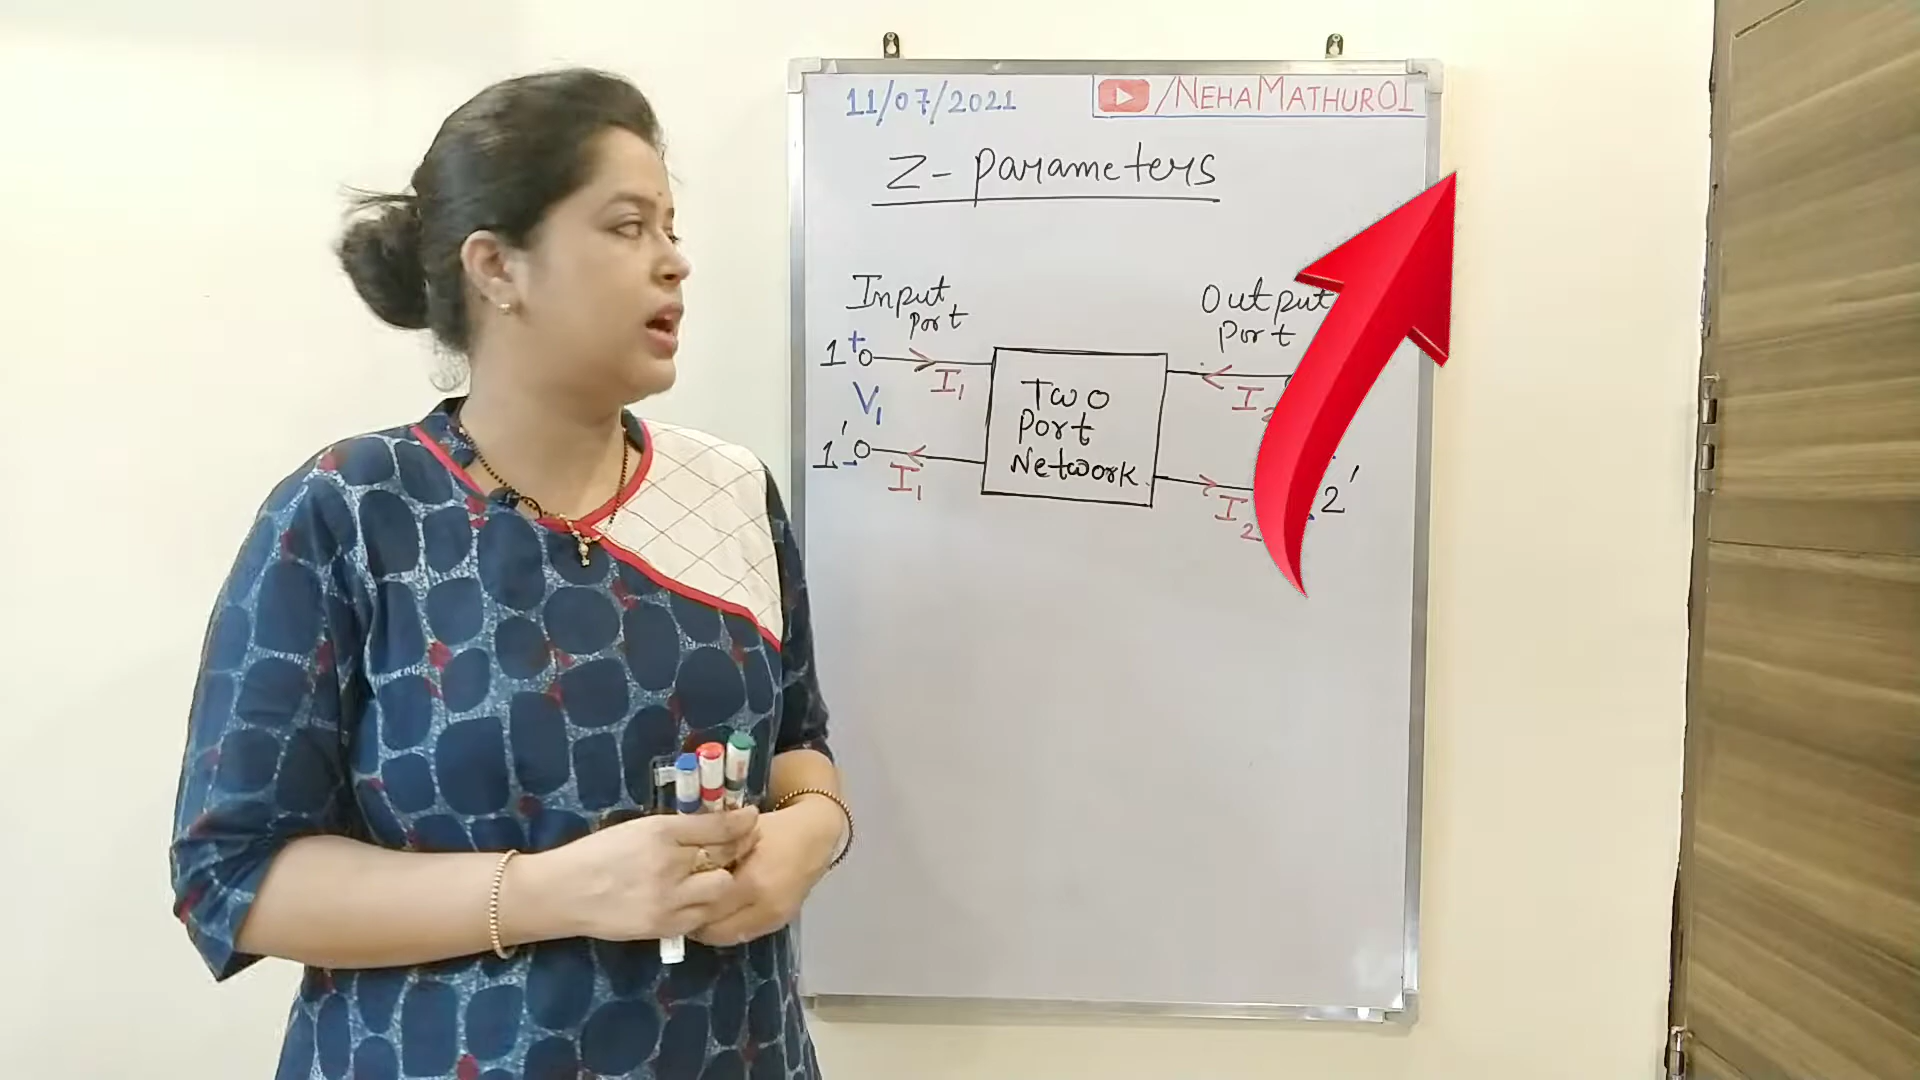 11/07/2021
/NEHAMATHUR01
Z- Parameters
Input Port
Output Port
1 +
I₁
I₂
V₁
Two
Port
Network
1' -
I₁
I₂
2'